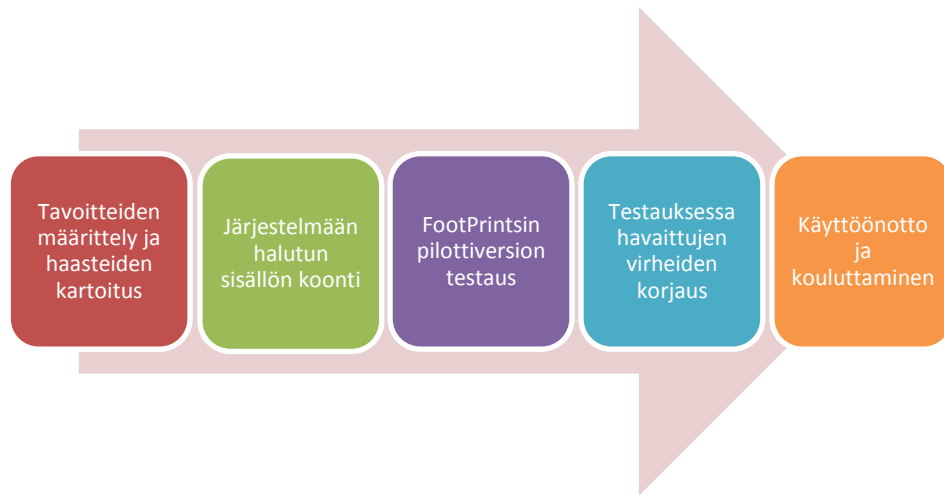 Tavoitteiden
määrittely ja
haasteiden
kartoitus
Järjestelmään
halutun
sisällön koonti
FootPrintsin
pilottiversion
testaus
Testauksessa
havaittujen
virheiden
korjaus
Käyttöönotto
ja
kouluttaminen